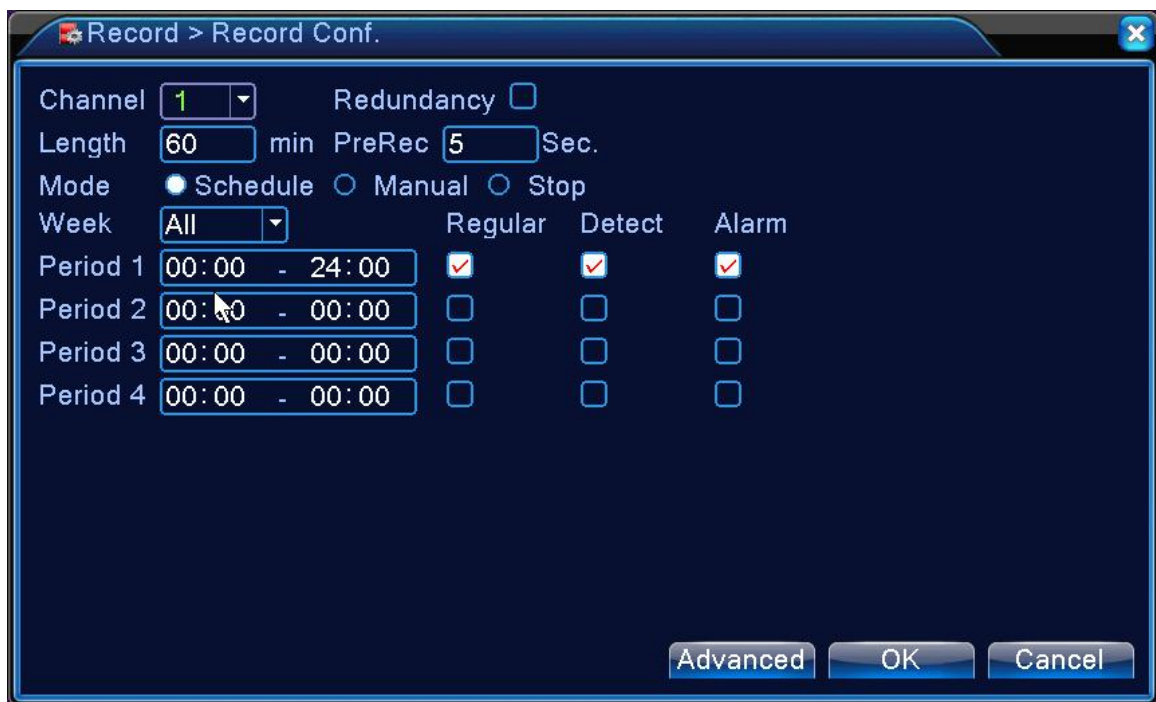 Record > Record Conf.
Channel 1 Redundancy
Length 60 min PreRec 5 Sec.
Mode Schedule Manual Stop
Week All Regular Detect Alarm
Period 1 00:00 - 24:00
Period 2 00:00 - 00:00
Period 3 00:00 - 00:00
Period 4 00:00 - 00:00
Advanced OK Cancel